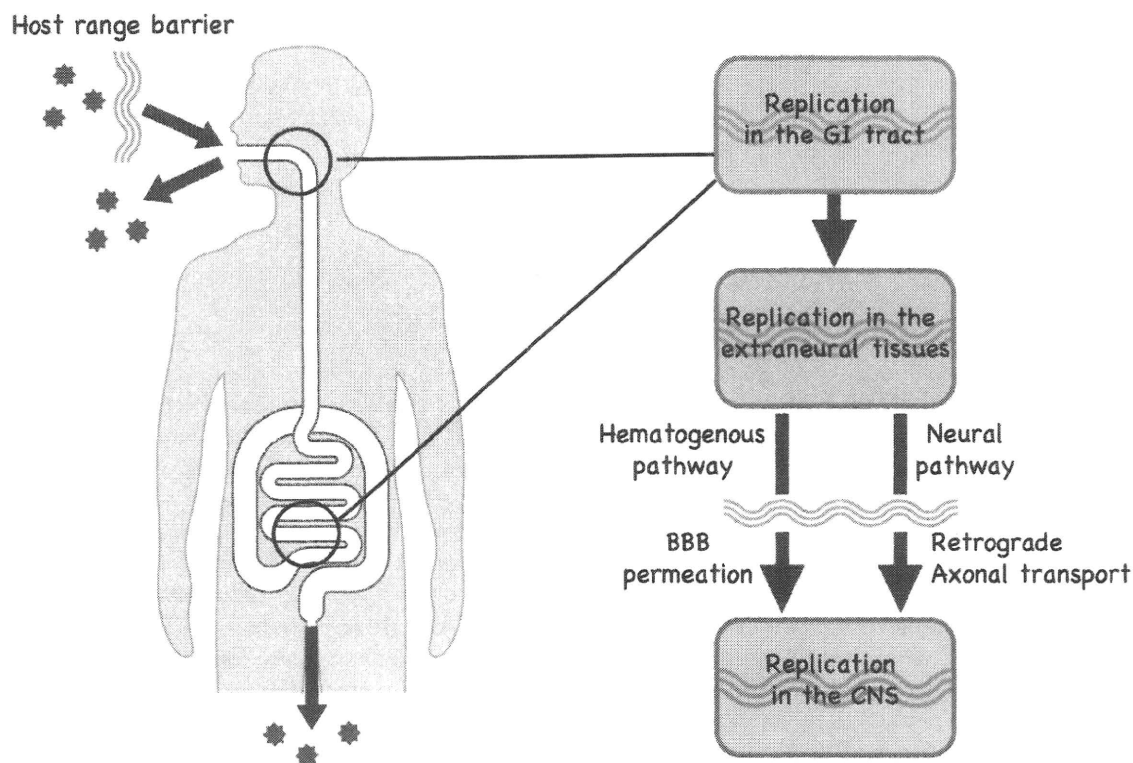 Host range barrier
Replication
in the GI tract
Replication in the
extraneural tissues
Hematogenous
pathway
Neural
pathway
BBB
permeation
Retrograde
Axonal transport
Replication
in the CNS